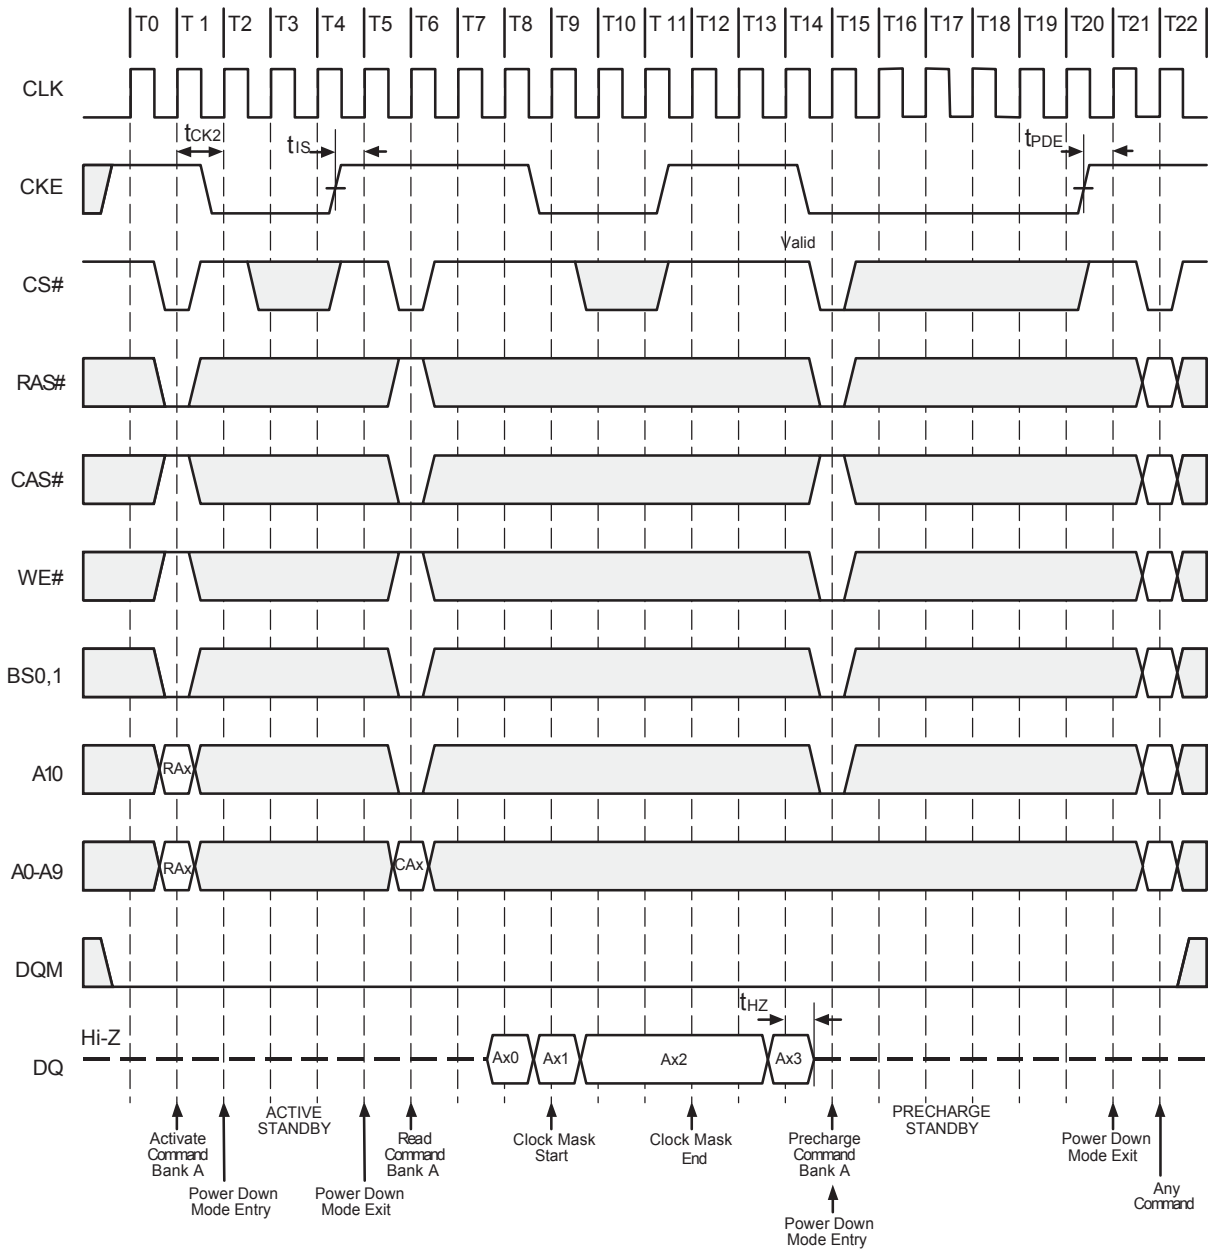 T0 T 1 T2 T3 T4 T5 T6 T7 T8 T9 T10 T 11 T12 T13 T14 T15 T16 T17 T18 T19 T20 T21 T22
CLK
tCK2
tIS
tPDE
CKE
Valid
CS#
RAS#
CAS#
WE#
BS0,1
A10
RAx
A0-A9
RAx
CAx
DQM
tHZ
Hi-Z
DQ
Ax0
Ax1
Ax2
Ax3
Activate
Command
Bank A
Power Down
Mode Entry
ACTIVE
STANDBY
Power Down
Mode Exit
Read
Command
Bank A
Clock Mask
Start
Clock Mask
End
Precharge
Command
Bank A
Power Down
Mode Entry
PRECHARGE
STANDBY
Power Down
Mode Exit
Any
Command